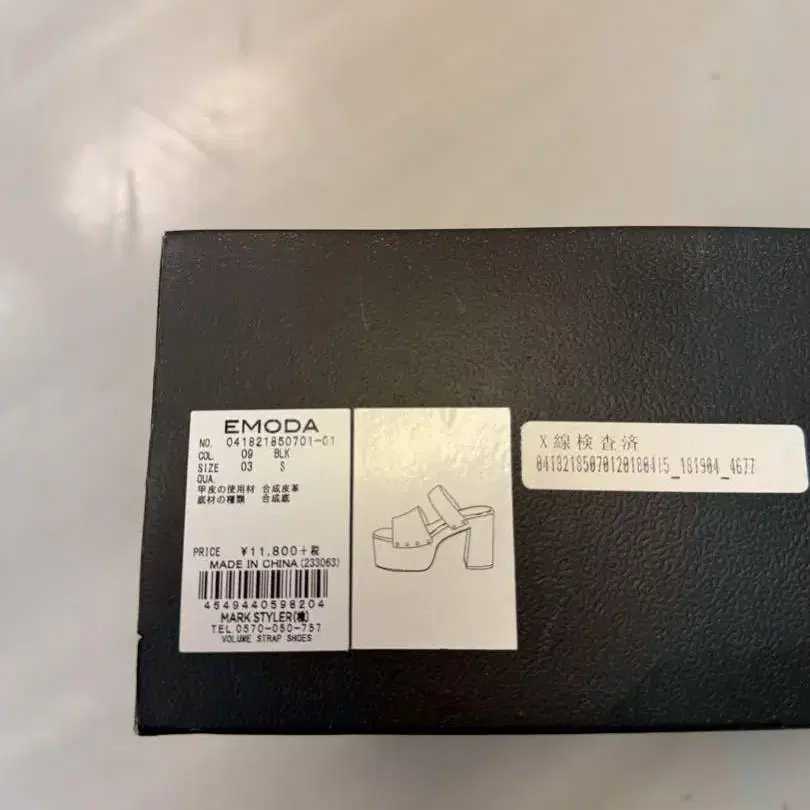 EMODA
NO. 041821850701-01
COL. 09 BLK
SIZE 03 S
QUA.
甲皮の使用材 合成皮革
底材の種類 合成底
PRICE ¥11,800+税
MADE IN CHINA (233063)
4549440598204
MARK STYLER(株)
TEL.0570-050-757
VOLUME STRAP SHOES
X線検査済
04182185070120180415_181904_4677